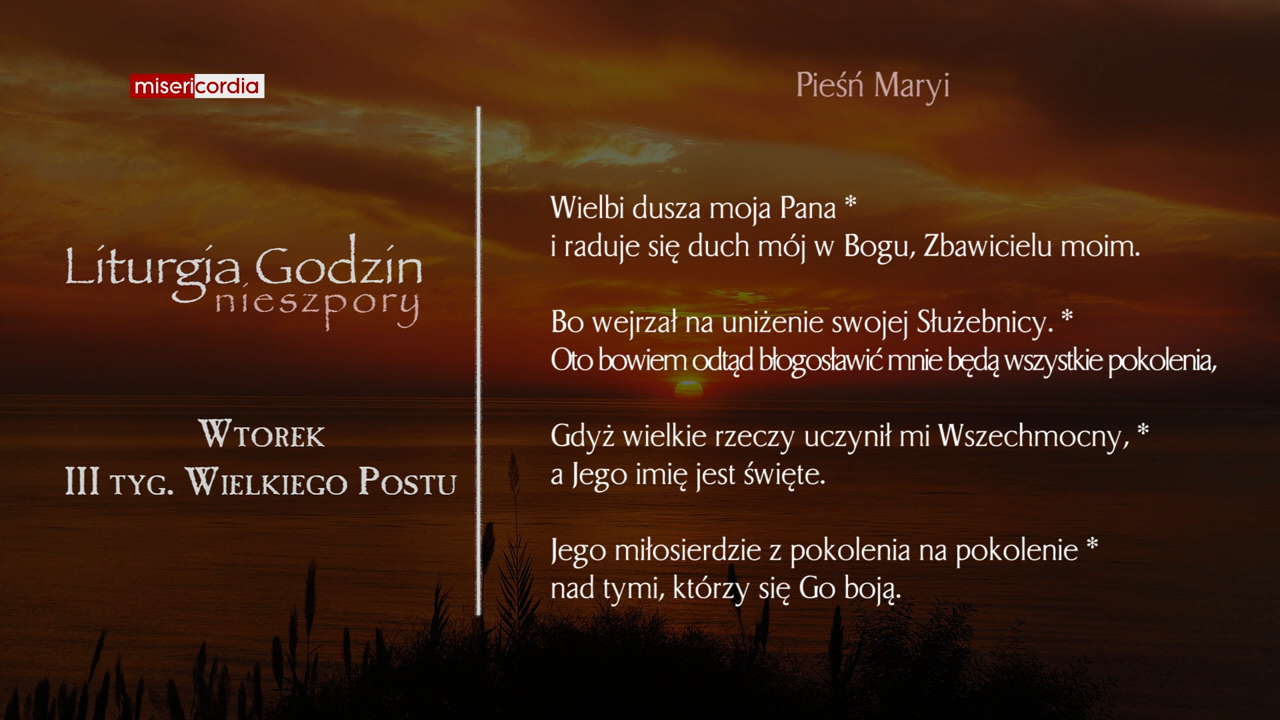 misericordia
Liturgia Godzin
nieszpory
Wtorek
III tyg. Wielkiego Postu
Pieśń Maryi
Wielbi dusza moja Pana *
i raduje się duch mój w Bogu, Zbawicielu moim.
Bo wejrzał na uniżenie swojej Służebnicy. *
Oto bowiem odtąd błogosławić mnie będą wszystkie pokolenia,
Gdyż wielkie rzeczy uczynił mi Wszechmocny, *
a Jego imię jest święte.
Jego miłosierdzie z pokolenia na pokolenie *
nad tymi, którzy się Go boją.